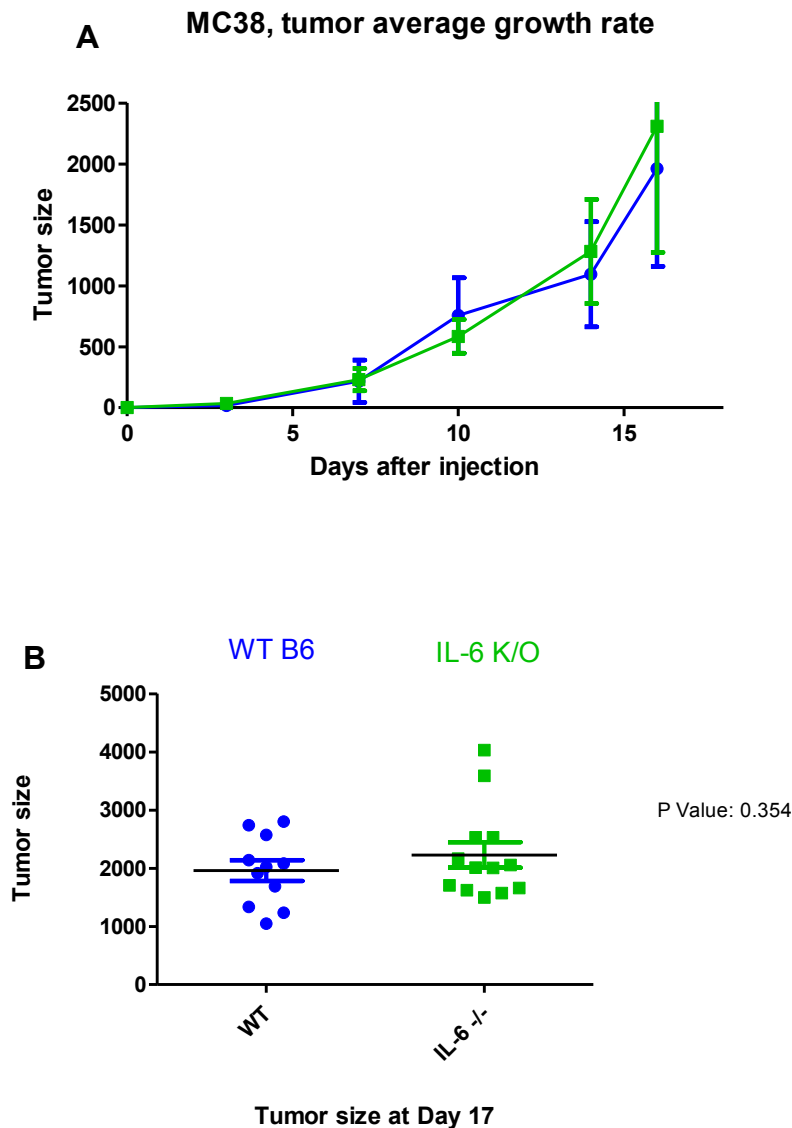 A
MC38, tumor average growth rate
2500
2000
1500
1000
500
0
Tumor size
0 5 10 15
Days after injection
B
WT B6 IL-6 K/O
5000
4000
3000
2000
1000
0
Tumor size
P Value: 0.354
WT IL-6 -/-
Tumor size at Day 17